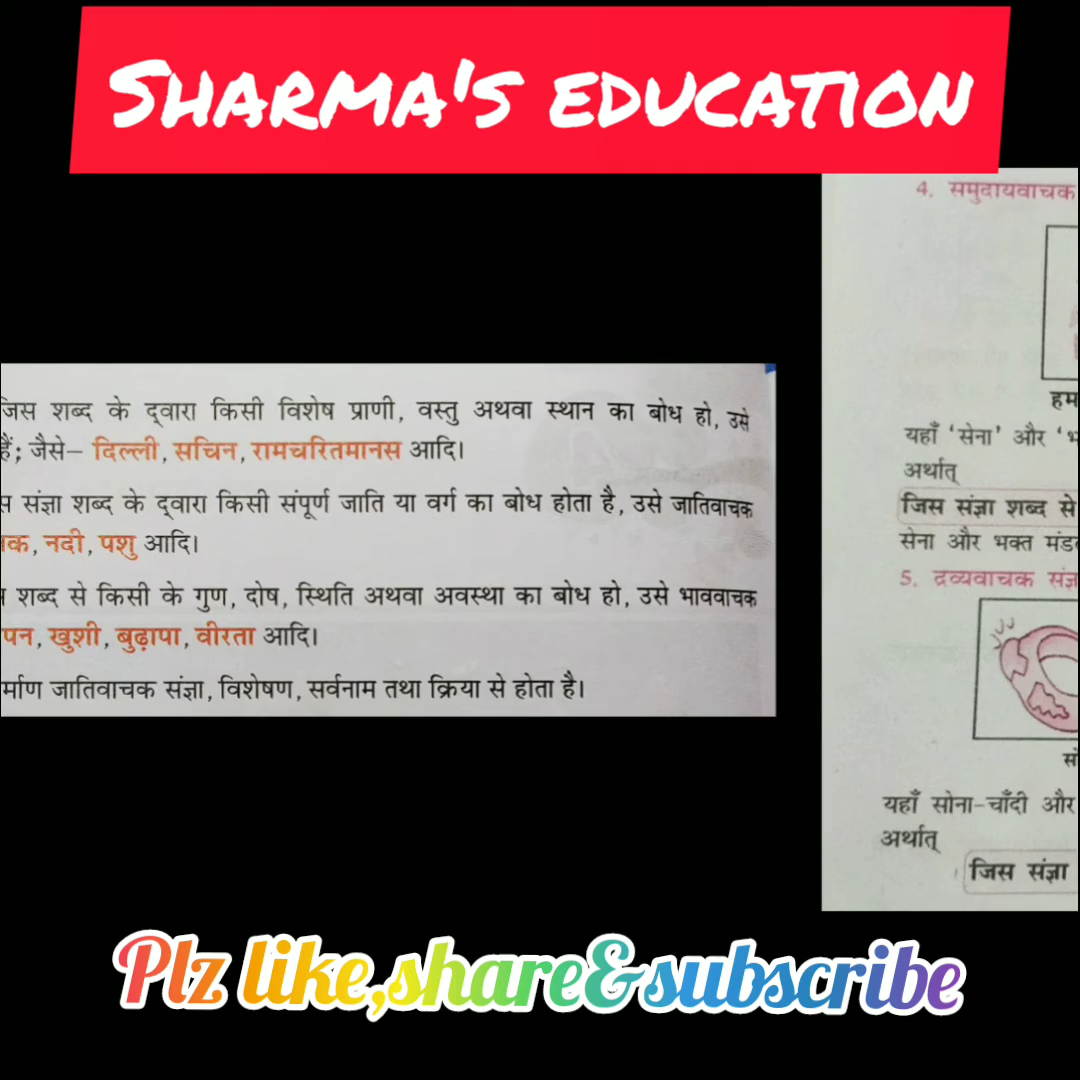 SHARMA'S EDUCATION
जिस शब्द के द्वारा किसी विशेष प्राणी, वस्तु अथवा स्थान का बोध हो, उसे
हैं; जैसे– दिल्ली, सचिन, रामचरितमानस आदि।
संज्ञा शब्द के द्वारा किसी संपूर्ण जाति या वर्ग का बोध होता है, उसे जातिवाचक
नदी, पशु आदि।
शब्द से किसी के गुण, दोष, स्थिति अथवा अवस्था का बोध हो, उसे भाववाचक
पन, खुशी, बुढ़ापा, वीरता आदि।
जातिवाचक संज्ञा, विशेषण, सर्वनाम तथा क्रिया से होता है।
4. समुदायवाचक
यहाँ 'सेना' और
अर्थात्
जिस संज्ञा शब्द से
सेना और भक्त
5. द्रव्यवाचक
यहाँ सोना-चाँदी और
अर्थात्
जिस संज्ञा
Plz like,share&subscribe